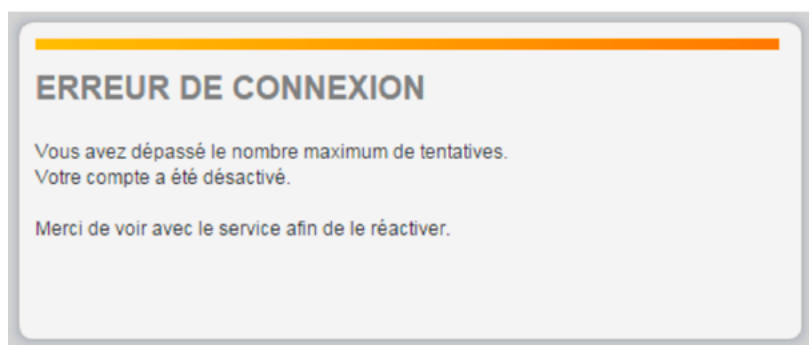 ERREUR DE CONNEXION
Vous avez dépassé le nombre maximum de tentatives.
Votre compte a été désactivé.
Merci de voir avec le service afin de le réactiver.